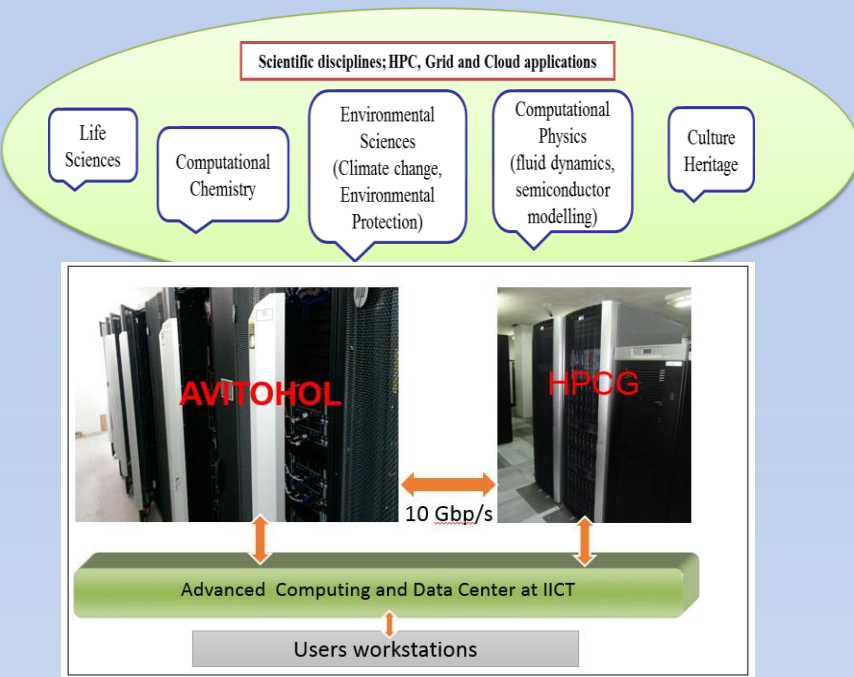 Scientific disciplines; HPC, Grid and Cloud applications
Life
Sciences
Computational
Chemistry
Environmental
Sciences
(Climate change,
Environmental
Protection)
Computational
Physics
(fluid dynamics,
semiconductor
modelling)
Culture
Heritage
AVITOHOL
HPCG
10 Gbp/s
Advanced Computing and Data Center at IICT
Users workstations